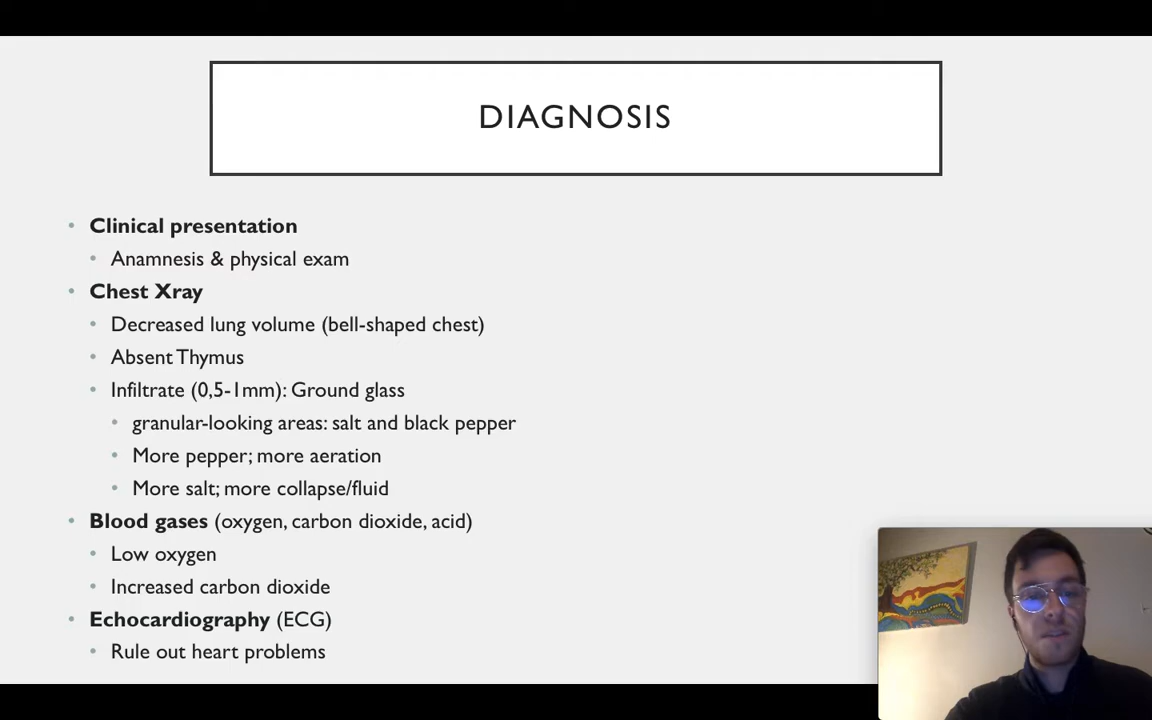 DIAGNOSIS
• Clinical presentation
• Anamnesis & physical exam
• Chest Xray
• Decreased lung volume (bell-shaped chest)
• Absent Thymus
• Infiltrate (0,5-1mm): Ground glass
• granular-looking areas: salt and black pepper
• More pepper; more aeration
• More salt; more collapse/fluid
• Blood gases (oxygen, carbon dioxide, acid)
• Low oxygen
• Increased carbon dioxide
• Echocardiography (ECG)
• Rule out heart problems